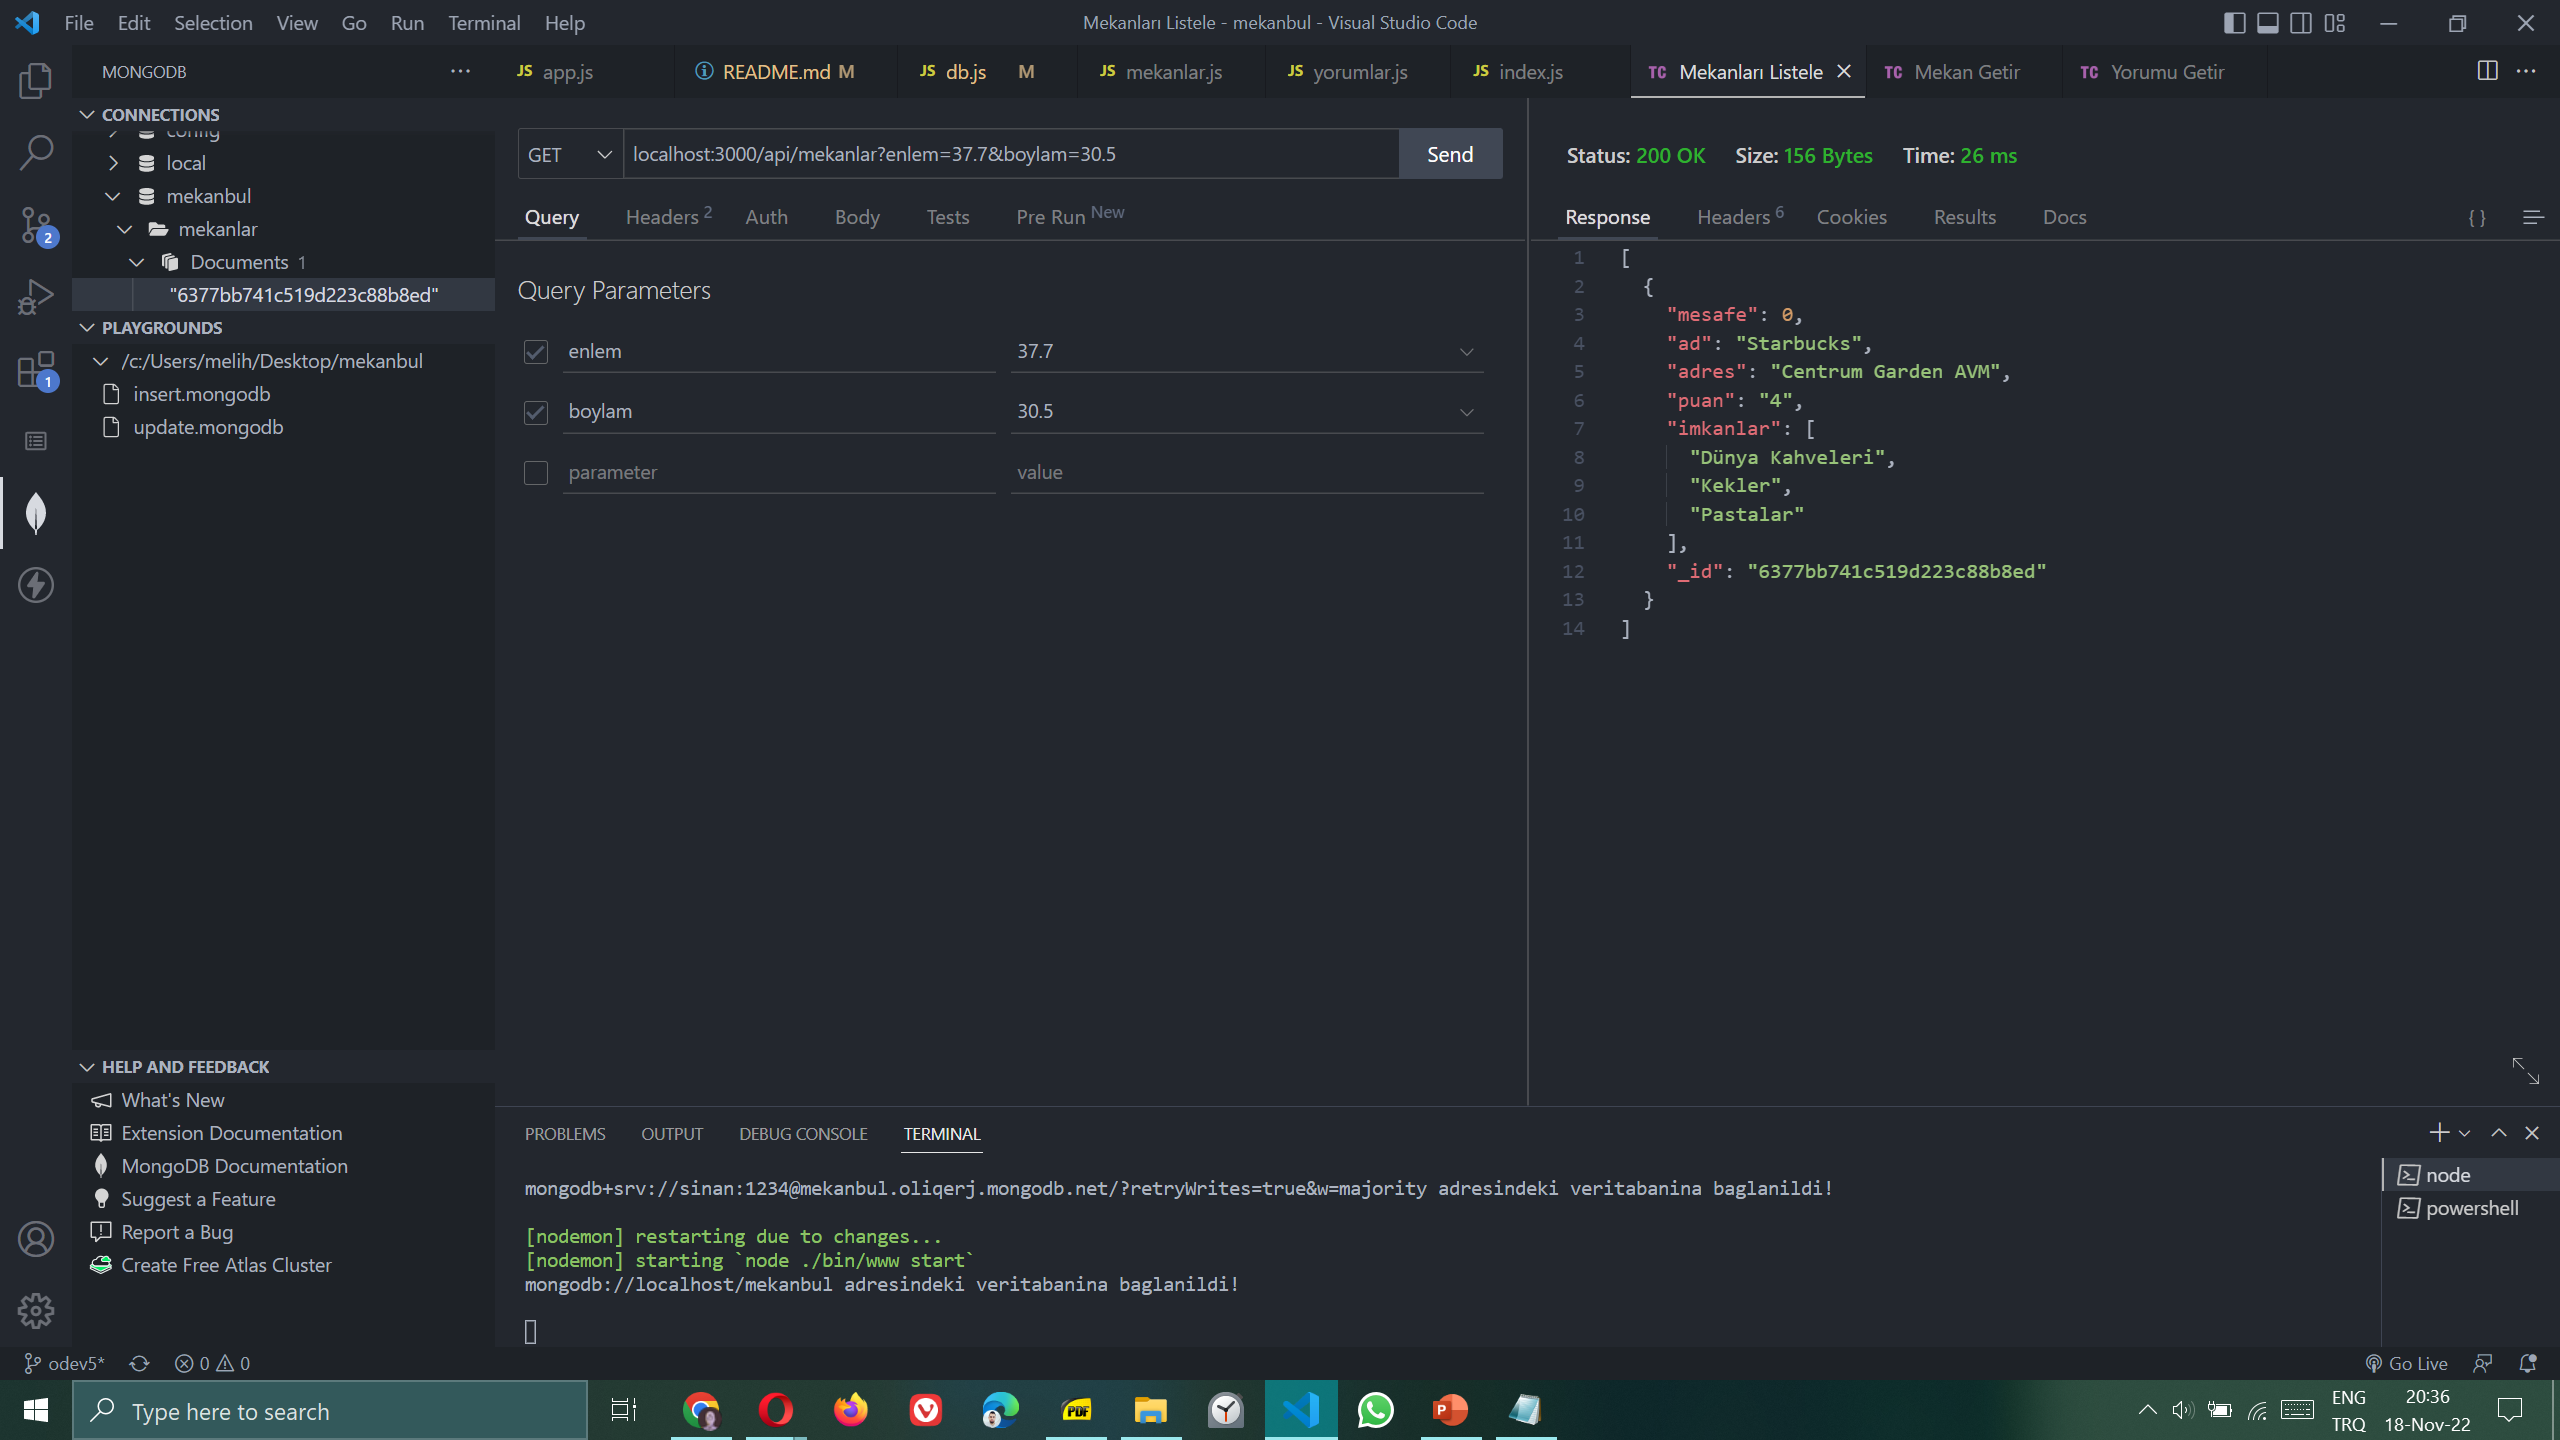 File Edit Selection View Go Run Terminal Help
Mekanları Listele - mekanbul - Visual Studio Code
MONGODB
JS app.js
README.md M
JS db.js M
JS mekanlar.js
JS yorumlar.js
JS index.js
TC Mekanları Listele
TC Mekan Getir
TC Yorumu Getir
CONNECTIONS
config
local
mekanbul
mekanlar
Documents 1
"6377bb741c519d223c88b8ed"
PLAYGROUNDS
/c:/Users/melih/Desktop/mekanbul
insert.mongodb
update.mongodb
2
1
HELP AND FEEDBACK
What's New
Extension Documentation
MongoDB Documentation
Suggest a Feature
Report a Bug
Create Free Atlas Cluster
GET localhost:3000/api/mekanlar?enlem=37.7&boylam=30.5 Send
Query Headers 2 Auth Body Tests Pre Run New
Query Parameters
enlem 37.7
boylam 30.5
parameter value
Status: 200 OK Size: 156 Bytes Time: 26 ms
Response Headers 6 Cookies Results Docs { }
1 [
2 {
3 "mesafe": 0,
4 "ad": "Starbucks",
5 "adres": "Centrum Garden AVM",
6 "puan": "4",
7 "imkanlar": [
8 "Dünya Kahveleri",
9 "Kekler",
10 "Pastalar"
11 ],
12 "_id": "6377bb741c519d223c88b8ed"
13 }
14 ]
PROBLEMS OUTPUT DEBUG CONSOLE TERMINAL
mongodb+srv://sinan:1234@mekanbul.oliqerj.mongodb.net/?retryWrites=true&w=majority adresindeki veritabanina baglanildi!
[nodemon] restarting due to changes...
[nodemon] starting `node ./bin/www start`
mongodb://localhost/mekanbul adresindeki veritabanina baglanildi!
node
powershell
odev5* 0 0
Go Live
Type here to search
PDF
P
ENG
TRQ
20:36
18-Nov-22